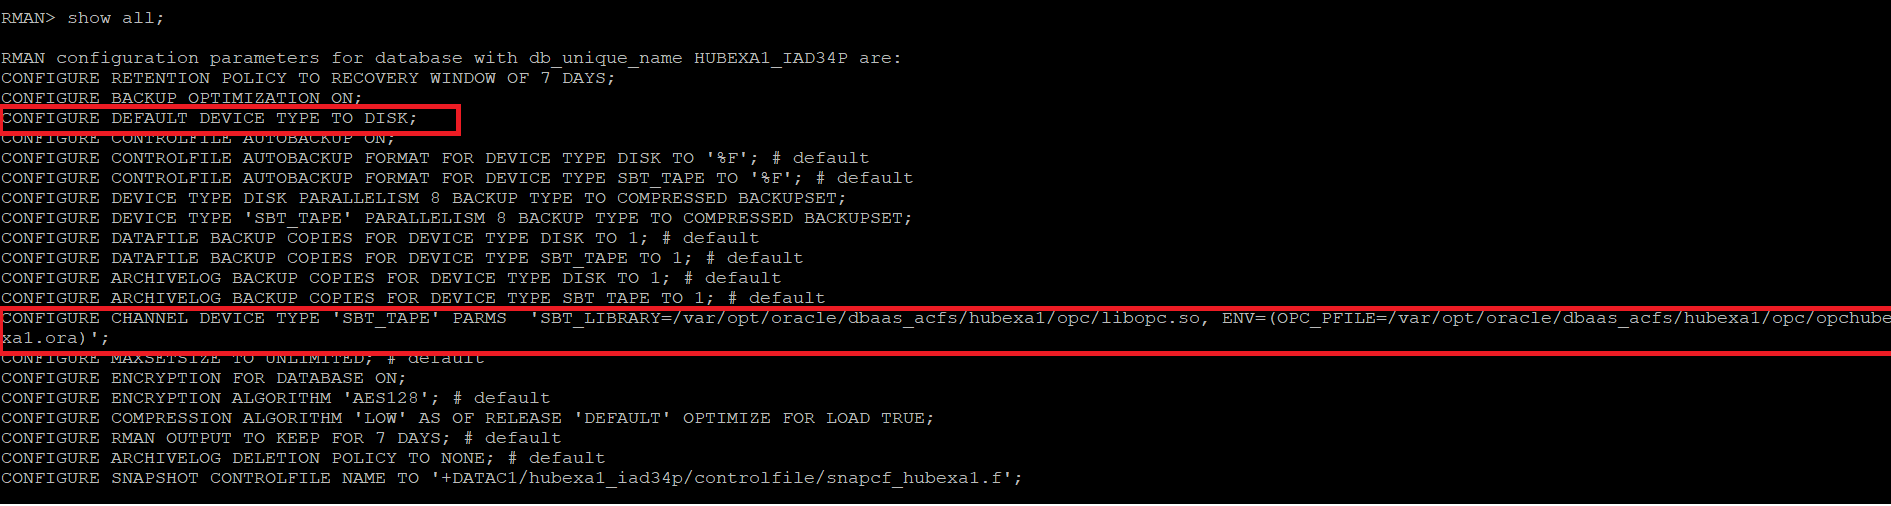 RMAN> show all;
RMAN configuration parameters for database with db_unique_name HUBEXA1_IAD34P are:
CONFIGURE RETENTION POLICY TO RECOVERY WINDOW OF 7 DAYS;
CONFIGURE BACKUP OPTIMIZATION ON;
CONFIGURE DEFAULT DEVICE TYPE TO DISK;
CONFIGURE CONTROLFILE AUTOBACKUP ON;
CONFIGURE CONTROLFILE AUTOBACKUP FORMAT FOR DEVICE TYPE DISK TO '%F'; # default
CONFIGURE CONTROLFILE AUTOBACKUP FORMAT FOR DEVICE TYPE SBT_TAPE TO '%F'; # default
CONFIGURE DEVICE TYPE DISK PARALLELISM 8 BACKUP TYPE TO COMPRESSED BACKUPSET;
CONFIGURE DEVICE TYPE 'SBT_TAPE' PARALLELISM 8 BACKUP TYPE TO COMPRESSED BACKUPSET;
CONFIGURE DATAFILE BACKUP COPIES FOR DEVICE TYPE DISK TO 1; # default
CONFIGURE DATAFILE BACKUP COPIES FOR DEVICE TYPE SBT_TAPE TO 1; # default
CONFIGURE ARCHIVELOG BACKUP COPIES FOR DEVICE TYPE DISK TO 1; # default
CONFIGURE ARCHIVELOG BACKUP COPIES FOR DEVICE TYPE SBT_TAPE TO 1; # default
CONFIGURE CHANNEL DEVICE TYPE 'SBT_TAPE' PARMS  'SBT_LIBRARY=/var/opt/oracle/dbaas_acfs/hubexa1/opc/libopc.so, ENV=(OPC_PFILE=/var/opt/oracle/dbaas_acfs/hubexa1/opc/opchube
xa1.ora)';
CONFIGURE MAXSETSIZE TO UNLIMITED; # default
CONFIGURE ENCRYPTION FOR DATABASE ON;
CONFIGURE ENCRYPTION ALGORITHM 'AES128'; # default
CONFIGURE COMPRESSION ALGORITHM 'LOW' AS OF RELEASE 'DEFAULT' OPTIMIZE FOR LOAD TRUE;
CONFIGURE RMAN OUTPUT TO KEEP FOR 7 DAYS; # default
CONFIGURE ARCHIVELOG DELETION POLICY TO NONE; # default
CONFIGURE SNAPSHOT CONTROLFILE NAME TO '+DATAC1/hubexa1_iad34p/controlfile/snapcf_hubexa1.f';